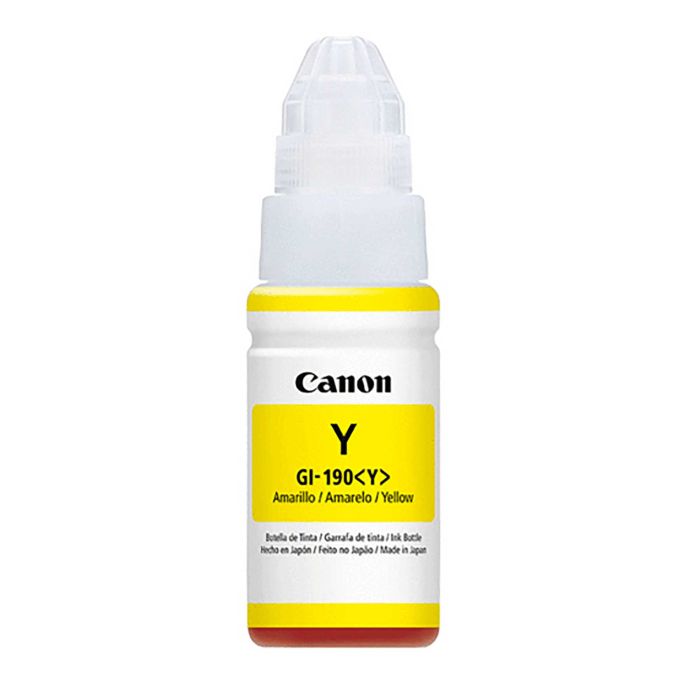 Canon
Y
GI-190<Y>
Amarillo / Amarelo / Yellow
Botella de Tinta / Garrafa de tinta / Ink Bottle
Hecho en Japón / Feito no Japão / Made in Japan